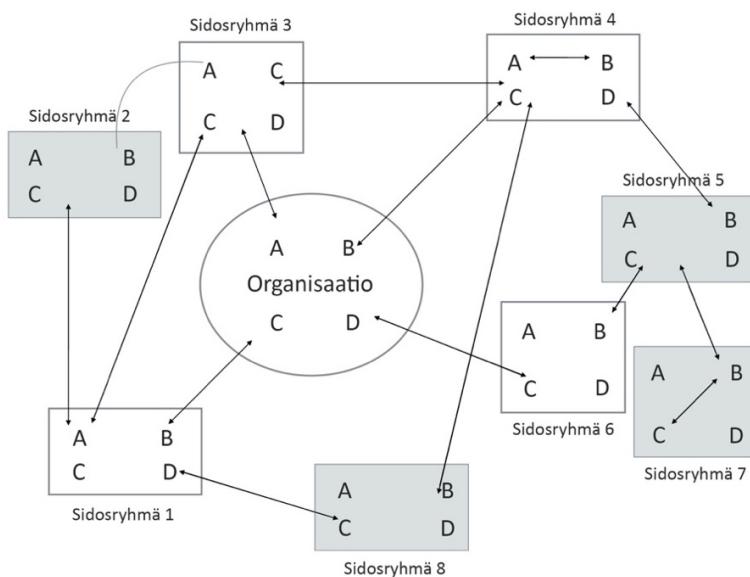 Sidosryhmä 3
A C
C D
Sidosryhmä 4
A B
C D
Sidosryhmä 2
A B
C D
Sidosryhmä 5
A B
C D
A B
Organisaatio
C D
A B
C D
Sidosryhmä 6
A B
C D
Sidosryhmä 7
A B
C D
Sidosryhmä 1
A B
C D
Sidosryhmä 8